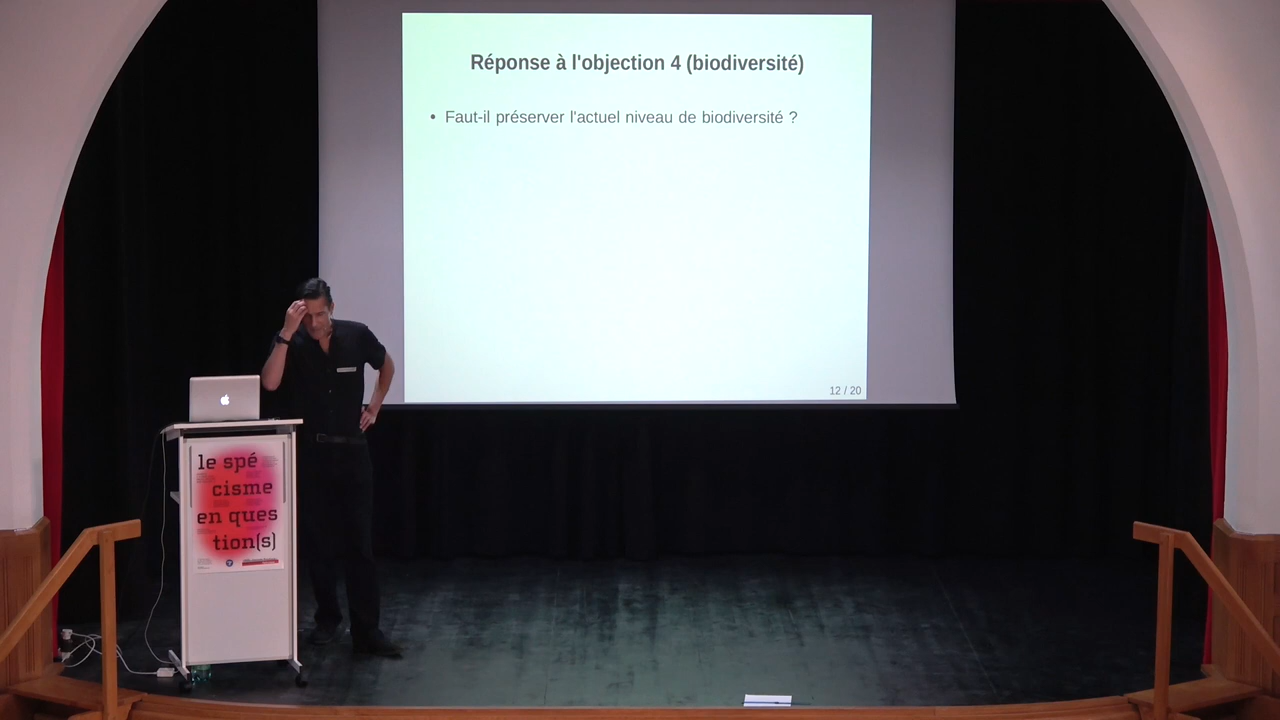 Réponse à l'objection 4 (biodiversité)
• Faut-il préserver l'actuel niveau de biodiversité ?
12 / 20
le spé
cisme
en ques
tion(s)